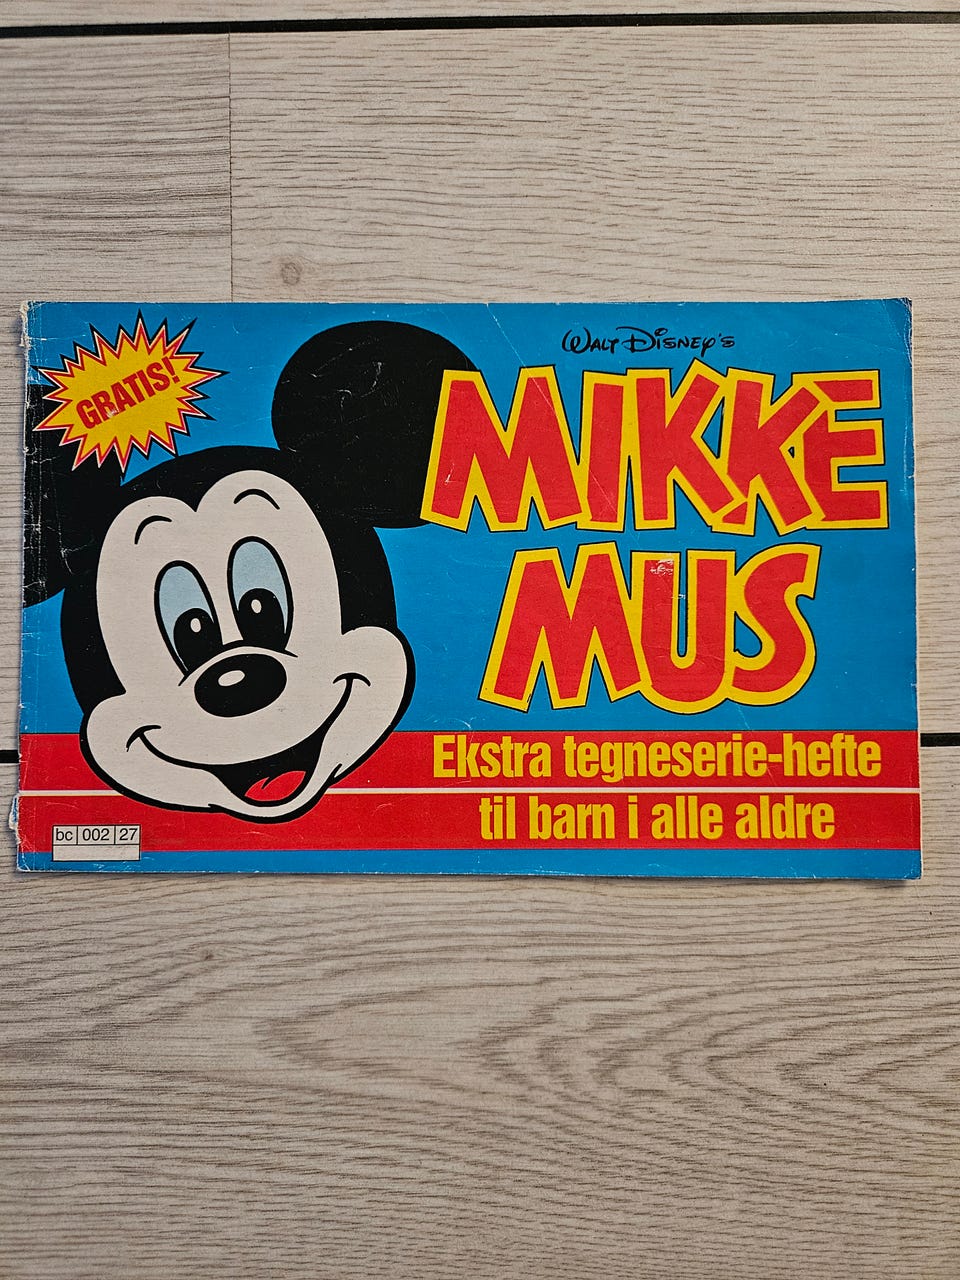 GRATIS!
WALT DISNEY'S
MIKKE
MUS
Ekstra tegneserie-hefte
til barn i alle aldre
bc 002 27